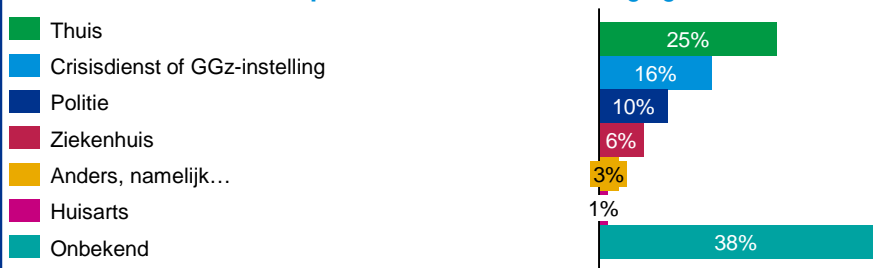 Thuis 25%
Crisisdienst of GGz-instelling 16%
Politie 10%
Ziekenhuis 6%
Anders, namelijk… 3%
Huisarts 1%
Onbekend 38%